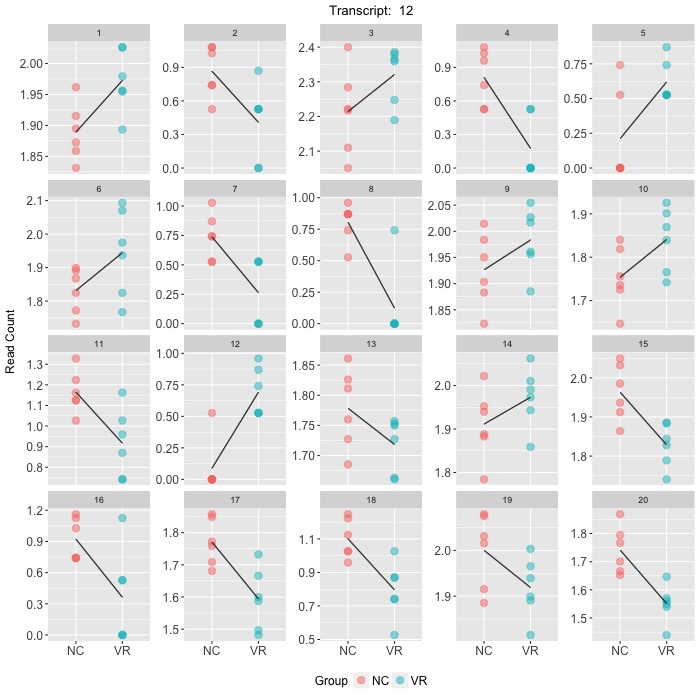 Transcript: 12
1 2 3 4 5
2.00 0.9 2.4 0.9 0.75
1.95 0.6 2.3 0.6 0.50
1.90 0.3 2.2 0.3 0.25
1.85 0.0 2.1 0.0 0.00
6 7 8 9 10
2.1 1.00 1.00 2.05 1.9
2.0 0.75 0.75 2.00 1.8
1.9 0.50 0.50 1.95 1.7
1.8 0.25 0.25 1.90
0.00 0.00 1.85
Read Count
11 12 13 14 15
1.3 1.00 1.85 2.0 2.0
1.2 0.75 1.80 1.9 1.9
1.1 0.50 1.75 1.8 1.8
1.0 0.25 1.70
0.9 0.00
0.8
16 17 18 19 20
1.2 1.8 1.1 2.0 1.8
0.9 1.7 0.9 1.9 1.7
0.6 1.6 0.7 1.6
0.3 1.5 0.5 1.5
0.0
NC VR NC VR NC VR NC VR NC VR
Group NC VR